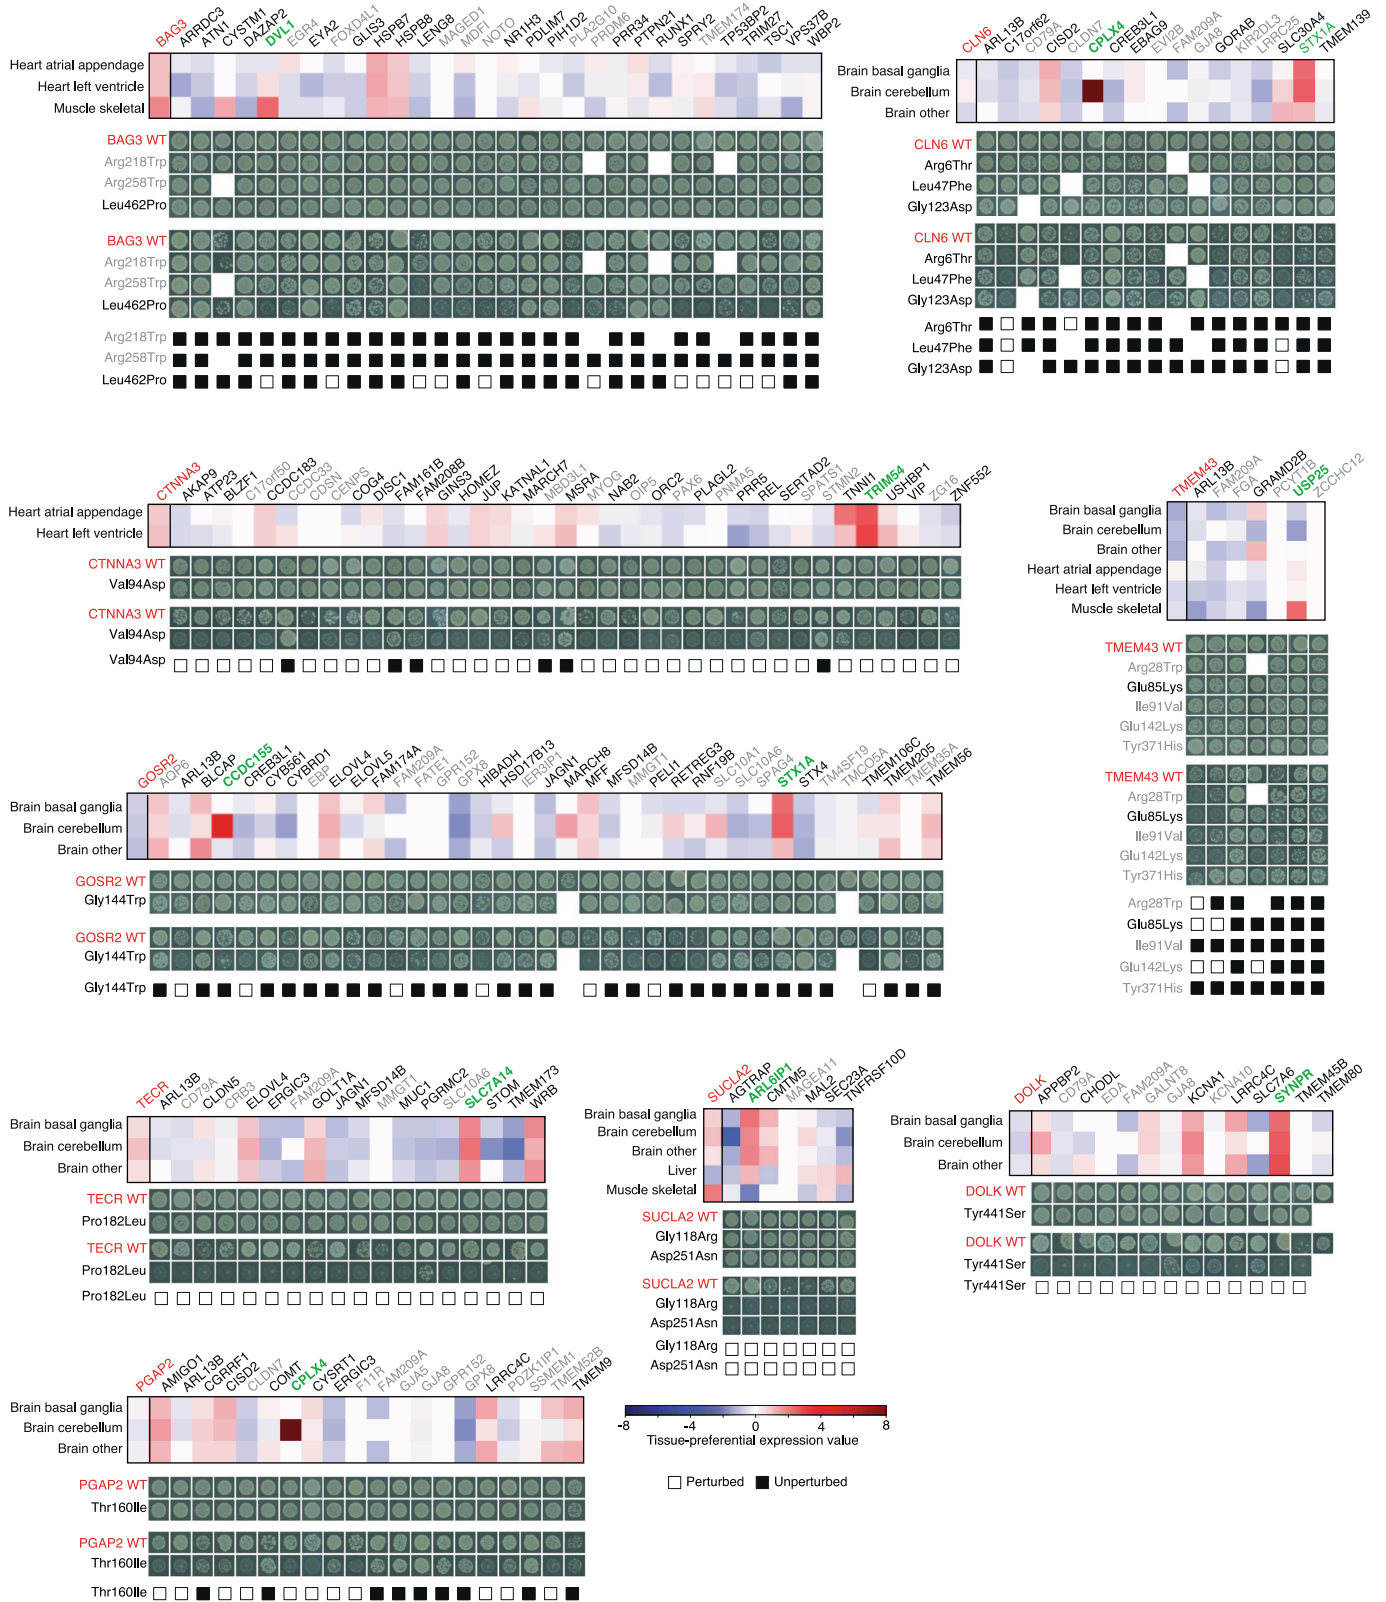 BAG3 ARRDC3 ATN1 CYSTM1 DAZAP2 DVL1 EGR4 EYA2 FOXD4L1 GLIS3 HSPB7 HSPB8 LENG8 MAGED1 MDFI NOTO NR1H3 PDLIM7 PIH1D2 PLA2G10 PRDM6 PRR34 PTPN21 RUNX1 SPRY2 TMEM174 TP53BP2 TRIM27 TSC1 VPS37B WBP2
Heart atrial appendage
Heart left ventricle
Muscle skeletal
BAG3 WT
Arg218Trp
Arg258Trp
Leu462Pro
BAG3 WT
Arg218Trp
Arg258Trp
Leu462Pro
Arg218Trp
Arg258Trp
Leu462Pro
CLN6 ARL13B C17orf62 CD79A CISD2 CLDN7 CPLX4 CREB3L1 EBAG9 EVI2B FAM209A GJA8 GORAB KIR2DL3 LRRC25 SLC30A4 STX1A TMEM139
Brain basal ganglia
Brain cerebellum
Brain other
CLN6 WT
Arg6Thr
Leu47Phe
Gly123Asp
CLN6 WT
Arg6Thr
Leu47Phe
Gly123Asp
Arg6Thr
Leu47Phe
Gly123Asp
CTNNA3 AKAP9 ATP23 BLZF1 C17orf50 CCDC183 CCDC33 CDSN CENPS COG4 DISC1 FAM161B FAM208B GINS3 HOMEZ JUP KATNAL1 MARCH7 MSRA MBD3L1 MYOG NAB2 OIP5 ORC2 PAX6 PLAGL2 PNMA5 PRR5 REL SERTAD2 SPATS1 STMN2 TNNI1 TRIM54 USHBP1 VIP ZG16 ZNF552
Heart atrial appendage
Heart left ventricle
CTNNA3 WT
Val94Asp
CTNNA3 WT
Val94Asp
Val94Asp
TMEM43 ARL13B FAM209A FGA GRAMD2B PCYT1B USP25 ZCCHC12
Brain basal ganglia
Brain cerebellum
Brain other
Heart atrial appendage
Heart left ventricle
Muscle skeletal
TMEM43 WT
Arg28Trp
Glu85Lys
Ile91Val
Glu142Lys
Tyr371His
TMEM43 WT
Arg28Trp
Glu85Lys
Ile91Val
Glu142Lys
Tyr371His
Arg28Trp
Glu85Lys
Ile91Val
Glu142Lys
Tyr371His
GOSR2 AQP6 ARL13B BLCAP CCDC155 CREB3L1 CYB561 CYBRD1 EBP ELOVL4 ELOVL5 FAM174A FAM209A FATE1 GPR152 GPX8 HIBADH HSD17B13 IER3IP1 JAGN1 MARCH8 MFF MFSD14B MMGT1 PELI1 RETREG3 RNF19B SLC10A1 SLC10A6 SPAG4 STX1A STX4 TM4SF19 TMCO5A TMEM106C TMEM205 TMEM35A TMEM56
Brain basal ganglia
Brain cerebellum
Brain other
GOSR2 WT
Gly144Trp
GOSR2 WT
Gly144Trp
Gly144Trp
TECR ARL13B CD79A CLDN5 CRB3 ELOVL4 ERGIC3 FAM209A GOLT1A JAGN1 MFSD14B MMGT1 MUC1 PGRMC2 SLC10A6 SLC7A14 STOM TMEM173 WRB
Brain basal ganglia
Brain cerebellum
Brain other
TECR WT
Pro182Leu
TECR WT
Pro182Leu
Pro182Leu
SUCLA2 AGTRAP ARL6IP1 CMTM5 MAGEA11 MAL2 SEC23A TNFRSF10D
Brain basal ganglia
Brain cerebellum
Brain other
Liver
Muscle skeletal
SUCLA2 WT
Gly118Arg
Asp251Asn
SUCLA2 WT
Gly118Arg
Asp251Asn
Gly118Arg
Asp251Asn
DOLK APPBP2 CD79A CHODL EDA FAM209A GALNT8 GJA8 KCNA1 KCNA10 LRRC4C SLC7A6 SYNPR TMEM45B TMEM80
Brain basal ganglia
Brain cerebellum
Brain other
DOLK WT
Tyr441Ser
DOLK WT
Tyr441Ser
Tyr441Ser
PGAP2 AMIGO1 ARL13B CGRRF1 CISD2 CLDN7 COMT CPLX4 CYSRT1 ERGIC3 F11R FAM209A GJA5 GJA8 GPR152 GPX8 LRRC4C PDZK1IP1 SSMEM1 TMEM52B TMEM9
Brain basal ganglia
Brain cerebellum
Brain other
PGAP2 WT
Thr160Ile
PGAP2 WT
Thr160Ile
Thr160Ile
-8 -4 0 4 8
Tissue-preferential expression value
Perturbed Unperturbed